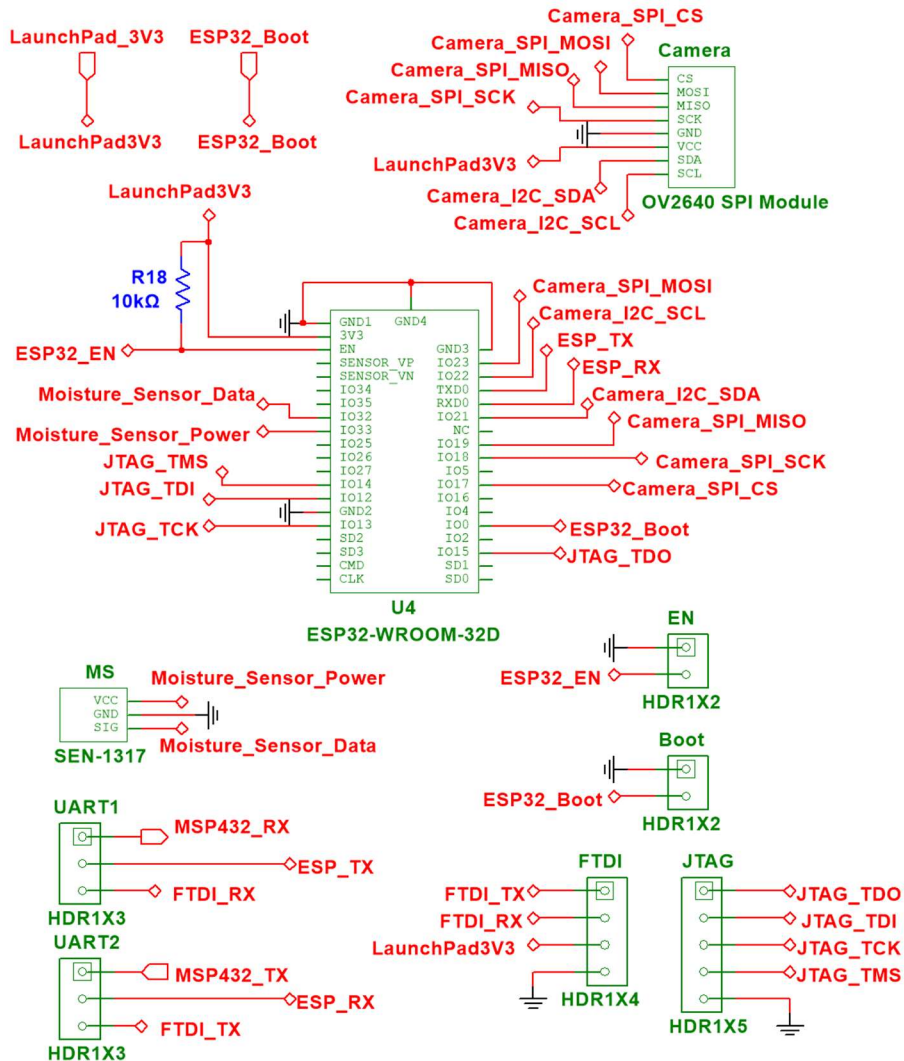 LaunchPad_3V3
LaunchPad3V3
ESP32_Boot
ESP32_Boot
Camera_SPI_CS
Camera_SPI_MOSI
Camera_SPI_MISO
Camera_SPI_SCK
LaunchPad3V3
Camera_I2C_SDA
Camera_I2C_SCL
Camera
CS
MOSI
MISO
SCK
GND
VCC
SDA
SCL
OV2640 SPI Module
LaunchPad3V3
R18
10kΩ
ESP32_EN
Moisture_Sensor_Data
Moisture_Sensor_Power
JTAG_TMS
JTAG_TDI
JTAG_TCK
GND1
3V3
EN
SENSOR_VP
SENSOR_VN
IO34
IO35
IO32
IO33
IO25
IO26
IO27
IO14
IO12
GND2
IO13
SD2
SD3
CMD
CLK
GND4
GND3
IO23
IO22
TXD0
RXD0
IO21
NC
IO19
IO18
IO5
IO17
IO16
IO4
IO0
IO2
IO15
SD1
SD0
Camera_SPI_MOSI
Camera_I2C_SCL
ESP_TX
ESP_RX
Camera_I2C_SDA
Camera_SPI_MISO
Camera_SPI_SCK
Camera_SPI_CS
ESP32_Boot
JTAG_TDO
U4
ESP32-WROOM-32D
EN
ESP32_EN
HDR1X2
MS
VCC
GND
SIG
SEN-1317
Moisture_Sensor_Power
Moisture_Sensor_Data
Boot
ESP32_Boot
HDR1X2
UART1
MSP432_RX
ESP_TX
FTDI_RX
HDR1X3
UART2
MSP432_TX
ESP_RX
FTDI_TX
HDR1X3
FTDI
FTDI_TX
FTDI_RX
LaunchPad3V3
HDR1X4
JTAG
JTAG_TDO
JTAG_TDI
JTAG_TCK
JTAG_TMS
HDR1X5